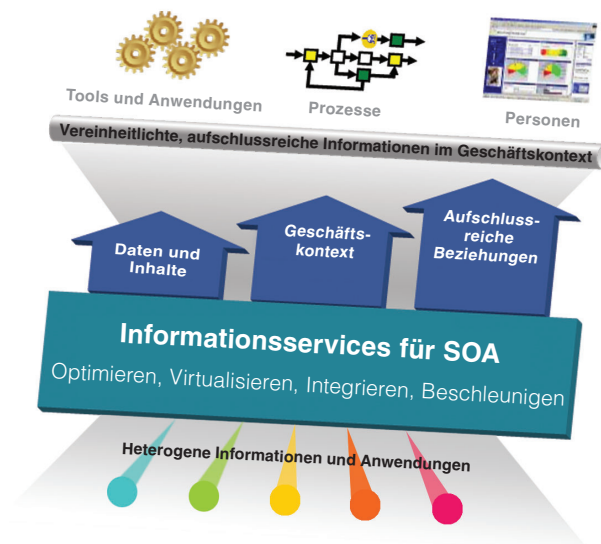 Tools und Anwendungen
Prozesse
Personen
Vereinheitlichte, aufschlussreiche Informationen im Geschäftskontext
Daten und
Inhalte
Geschäfts-
kontext
Aufschluss-
reiche
Beziehungen
Informationsservices für SOA
Optimieren, Virtualisieren, Integrieren, Beschleunigen
Heterogene Informationen und Anwendungen